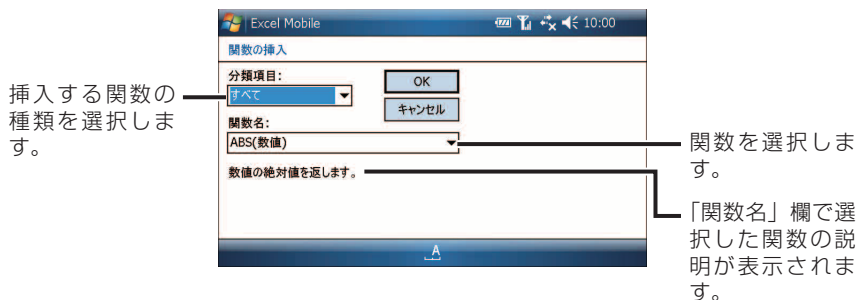 Excel Mobile
10:00
関数の挿入
分類項目:
すべて
OK
キャンセル
関数名:
ABS(数値)
数値の絶対値を返します。
A
挿入する関数の
種類を選択しま
す。
関数を選択しま
す。
「関数名」欄で選
択した関数の説
明が表示されま
す。